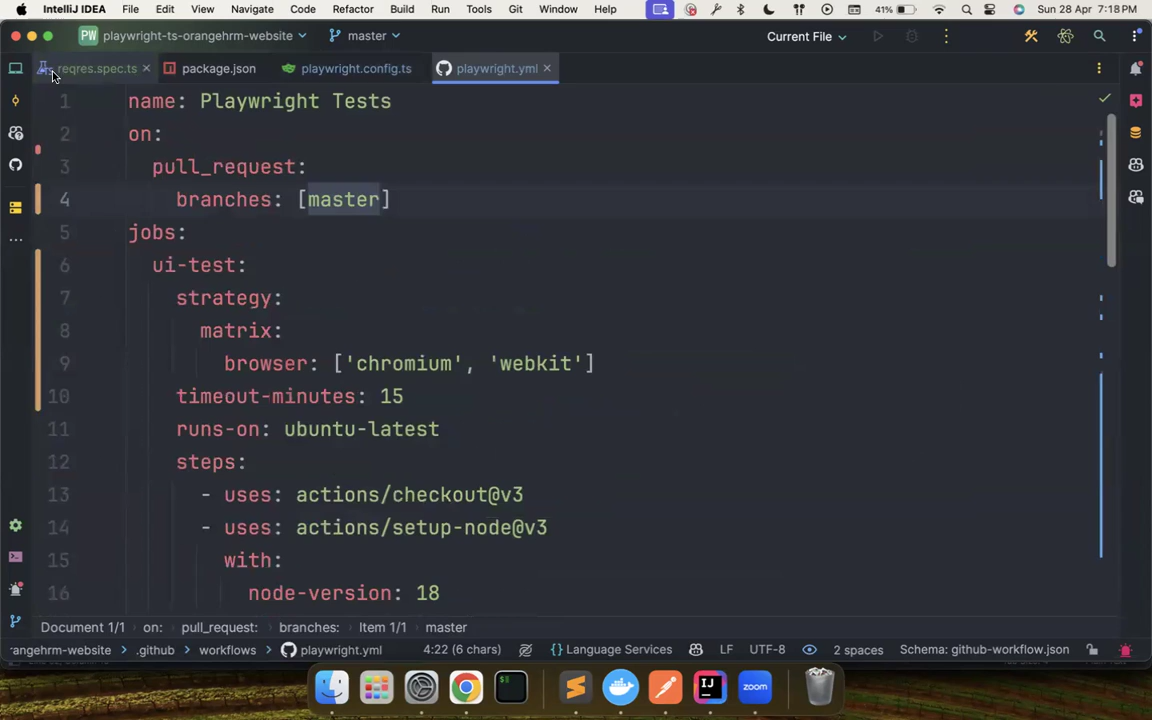 IntelliJ IDEA File Edit View Navigate Code Refactor Build Run Tools Git Window Help 41% Sun 28 Apr 7:18 PM
PW playwright-ts-orangehrm-website master Current File
reqres.spec.ts package.json playwright.config.ts playwright.yml
1 name: Playwright Tests
2 on:
3 pull_request:
4 branches: [master]
5 jobs:
6 ui-test:
7 strategy:
8 matrix:
9 browser: ['chromium', 'webkit']
10 timeout-minutes: 15
11 runs-on: ubuntu-latest
12 steps:
13 - uses: actions/checkout@v3
14 - uses: actions/setup-node@v3
15 with:
16 node-version: 18
Document 1/1 on: pull_request: branches: Item 1/1 master
orangehrm-website .github workflows playwright.yml 4:22 (6 chars) Language Services LF UTF-8 2 spaces Schema: github-workflow.json
zoom